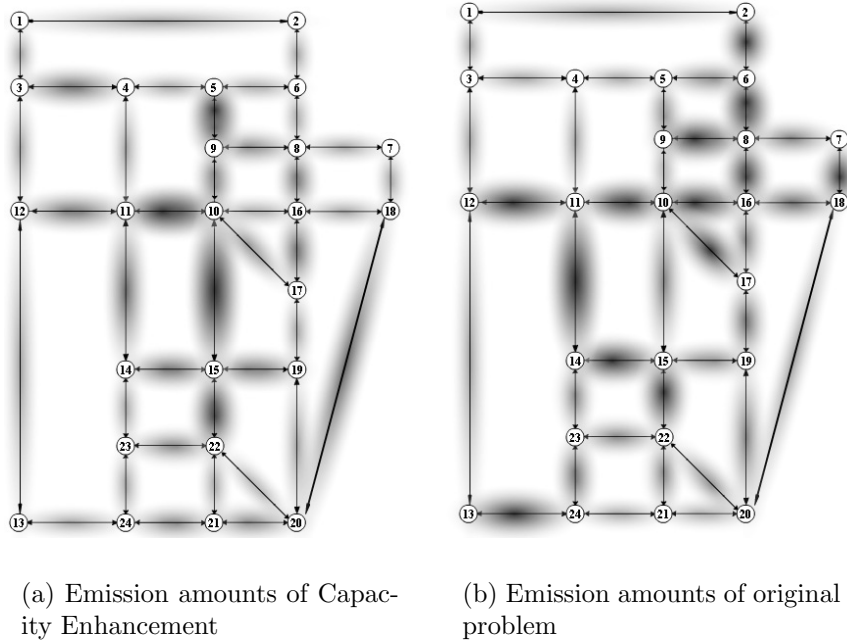 1 2
3 4 5 6
9 8 7
12 11 10 16 18
17
14 15 19
23 22
13 24 21 20
1 2
3 4 5 6
9 8 7
12 11 10 16 18
17
14 15 19
23 22
13 24 21 20
(a) Emission amounts of Capac-
ity Enhancement
(b) Emission amounts of original
problem